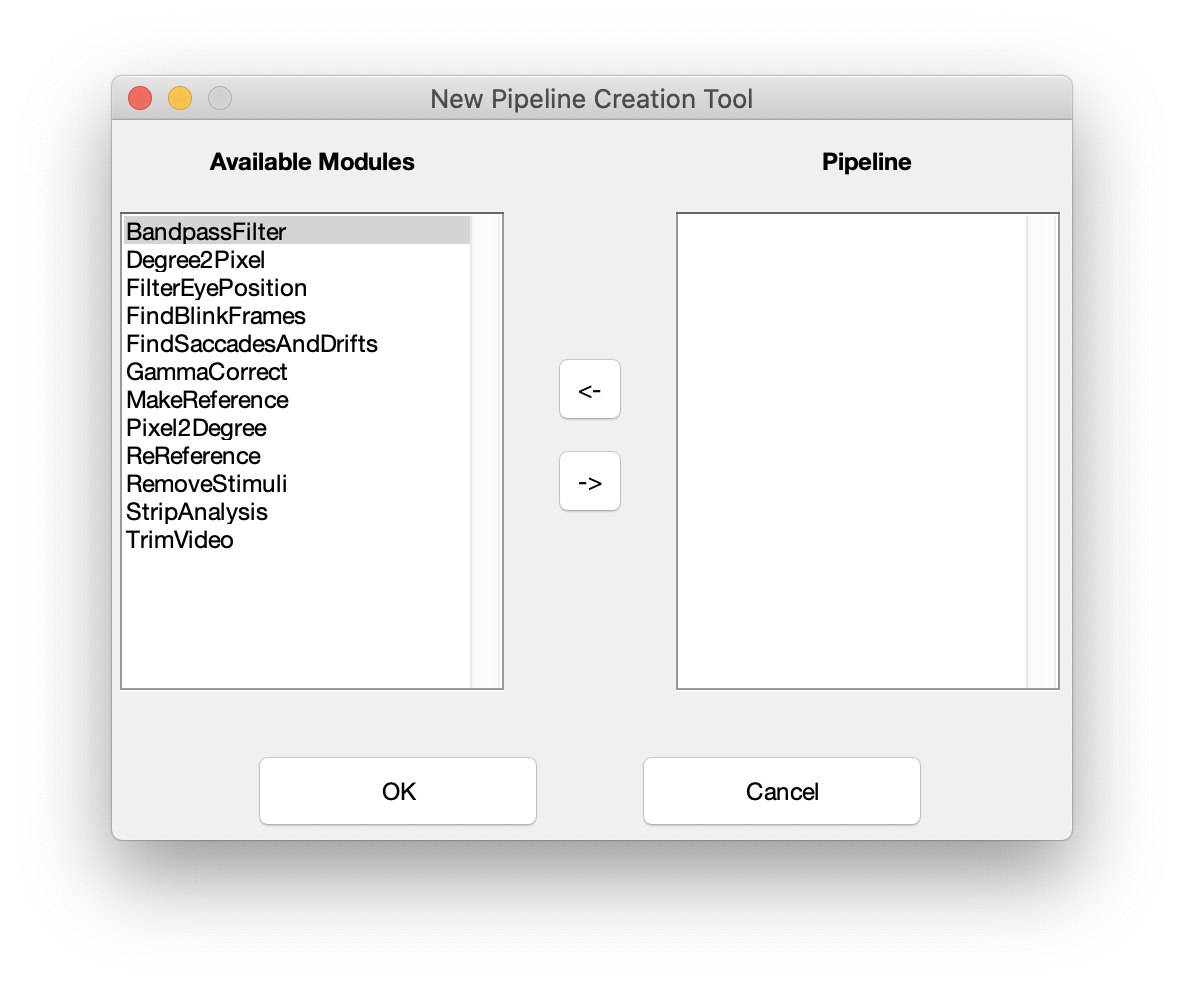 New Pipeline Creation Tool
Available Modules
Pipeline
BandpassFilter
Degree2Pixel
FilterEyePosition
FindBlinkFrames
FindSaccadesAndDrifts
GammaCorrect
MakeReference
Pixel2Degree
ReReference
RemoveStimuli
StripAnalysis
TrimVideo
<-
->
OK
Cancel